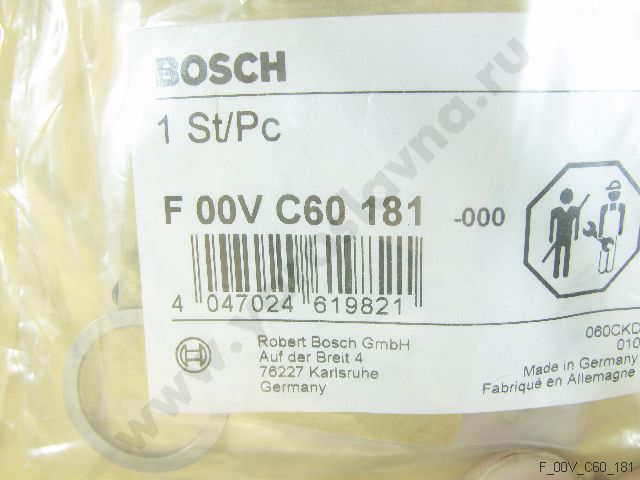 BOSCH
1 St/Pc
F 00V C60 181 -000
4 047024 619821
Robert Bosch GmbH
Auf der Breit 4
76227 Karlsruhe
Germany
060CKD
010
Made in Germany
Fabriqué en Allemagne
F_00V_C60_181